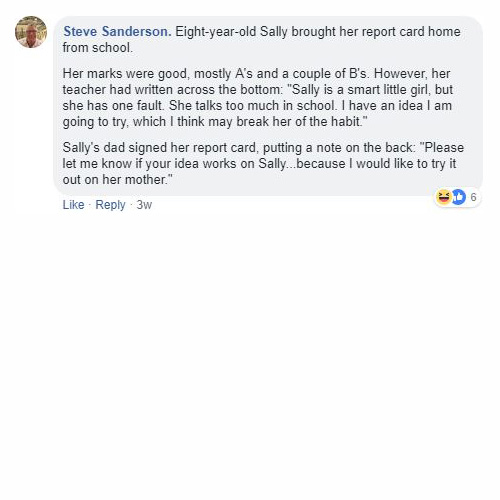 Steve Sanderson. Eight-year-old Sally brought her report card home
from school.
Her marks were good, mostly A's and a couple of B's. However, her
teacher had written across the bottom: "Sally is a smart little girl, but
she has one fault. She talks too much in school. I have an idea I am
going to try, which I think may break her of the habit."
Sally's dad signed her report card, putting a note on the back: "Please
let me know if your idea works on Sally...because I would like to try it
out on her mother."
Like · Reply · 3w
6